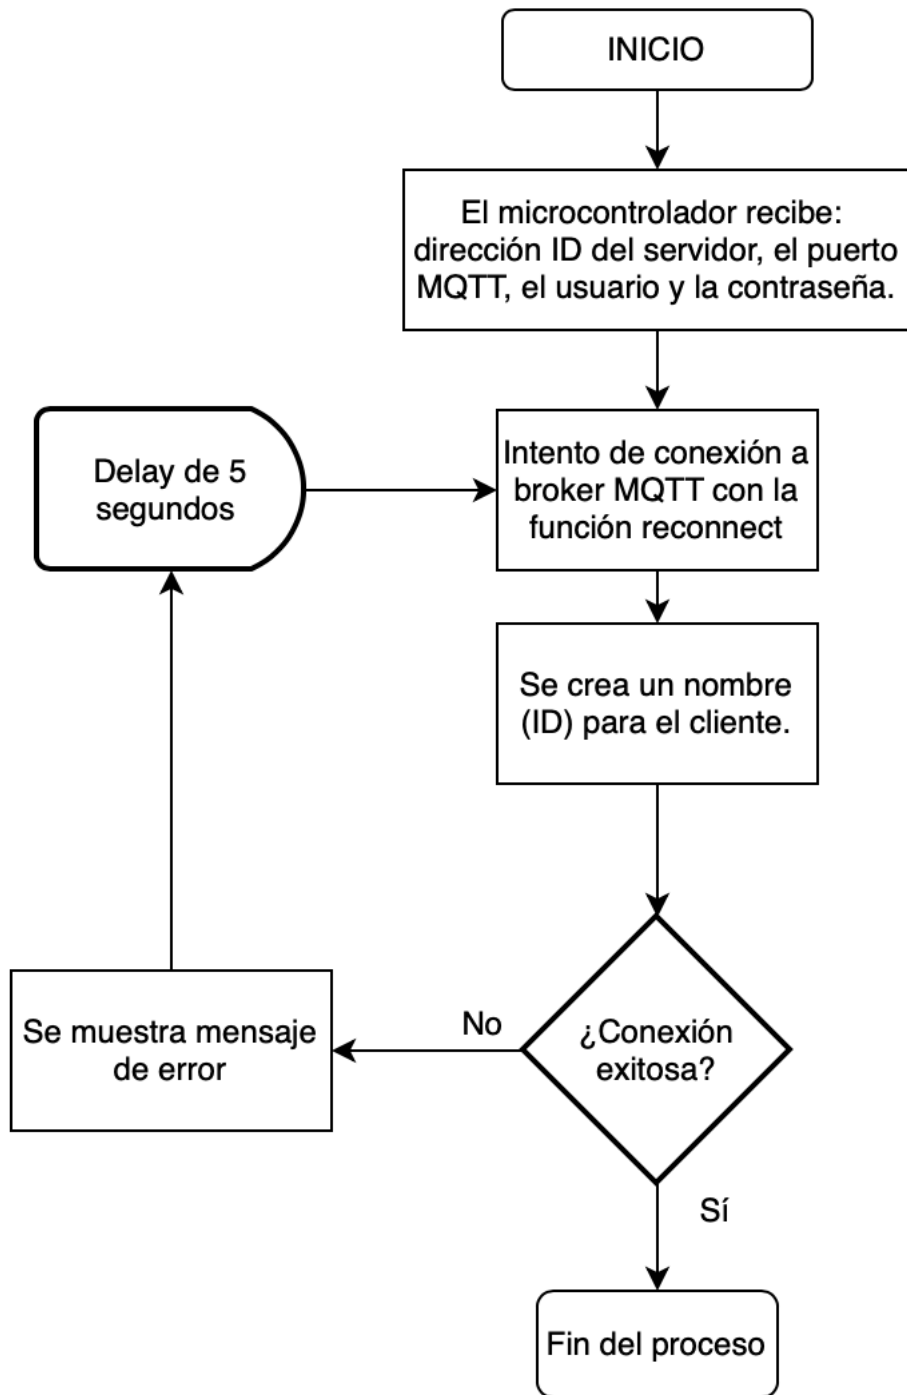 INICIO
El microcontrolador recibe:
dirección ID del servidor, el puerto
MQTT, el usuario y la contraseña.
Delay de 5
segundos
Intento de conexión a
broker MQTT con la
función reconnect
Se crea un nombre
(ID) para el cliente.
¿Conexión
exitosa?
No
Se muestra mensaje
de error
Sí
Fin del proceso